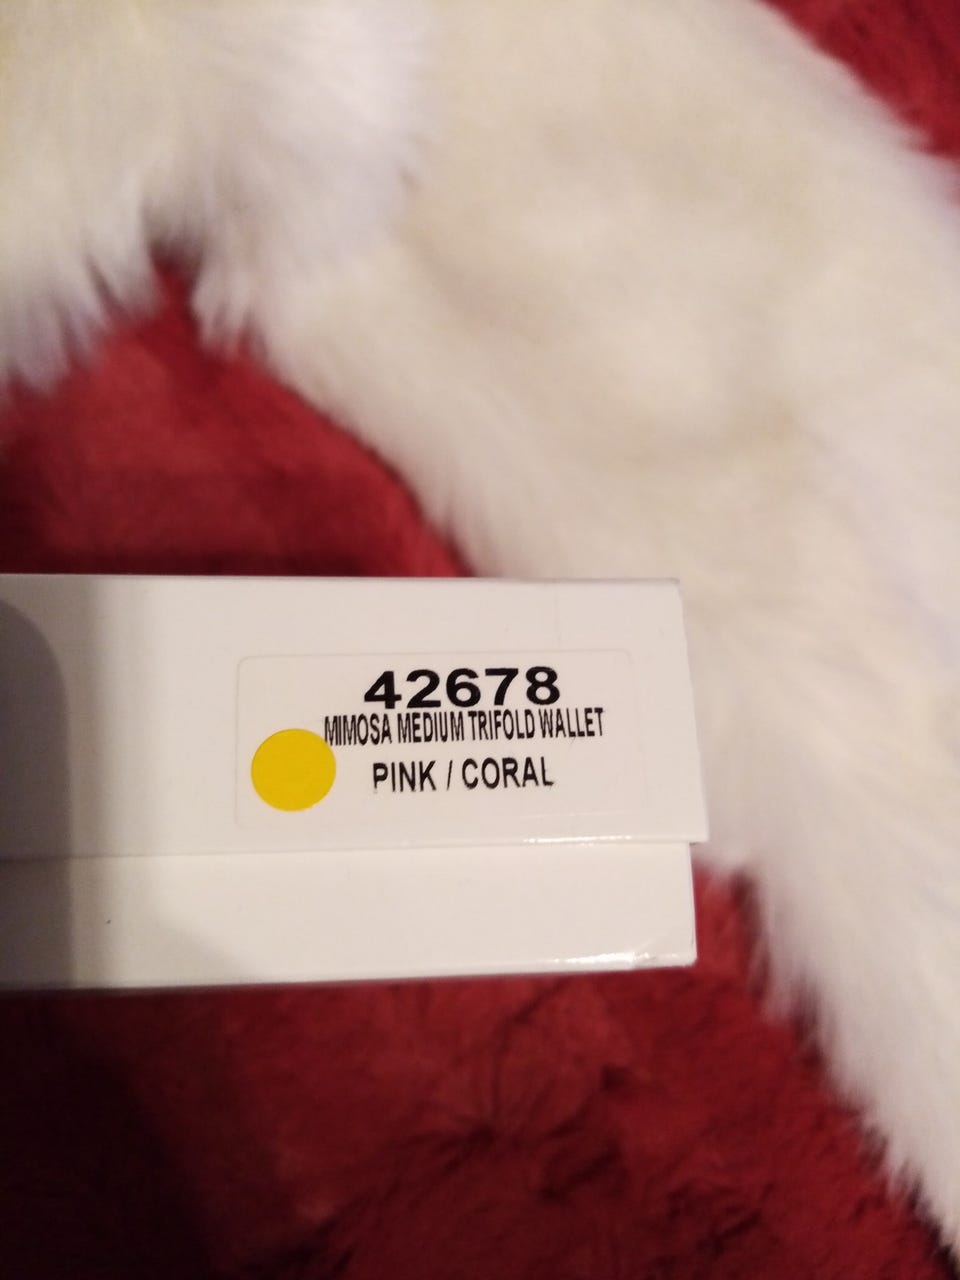 42678
MIMOSA MEDIUM TRIFOLD WALLET
PINK / CORAL